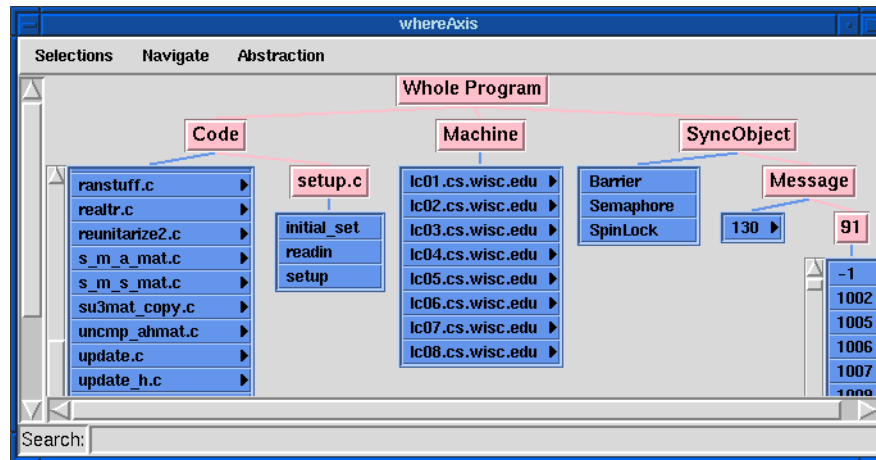 whereAxis
Selections Navigate Abstraction
Whole Program
Code Machine SyncObject
ranstuff.c
realtr.c
reunitarize2.c
s_m_a_mat.c
s_m_s_mat.c
su3mat_copy.c
uncmp_ahmat.c
update.c
update_h.c
setup.c
initial_set
readin
setup
lc01.cs.wisc.edu
lc02.cs.wisc.edu
lc03.cs.wisc.edu
lc04.cs.wisc.edu
lc05.cs.wisc.edu
lc06.cs.wisc.edu
lc07.cs.wisc.edu
lc08.cs.wisc.edu
Barrier
Semaphore
SpinLock
Message
130
91
-1
1002
1005
1006
1007
1009
Search: